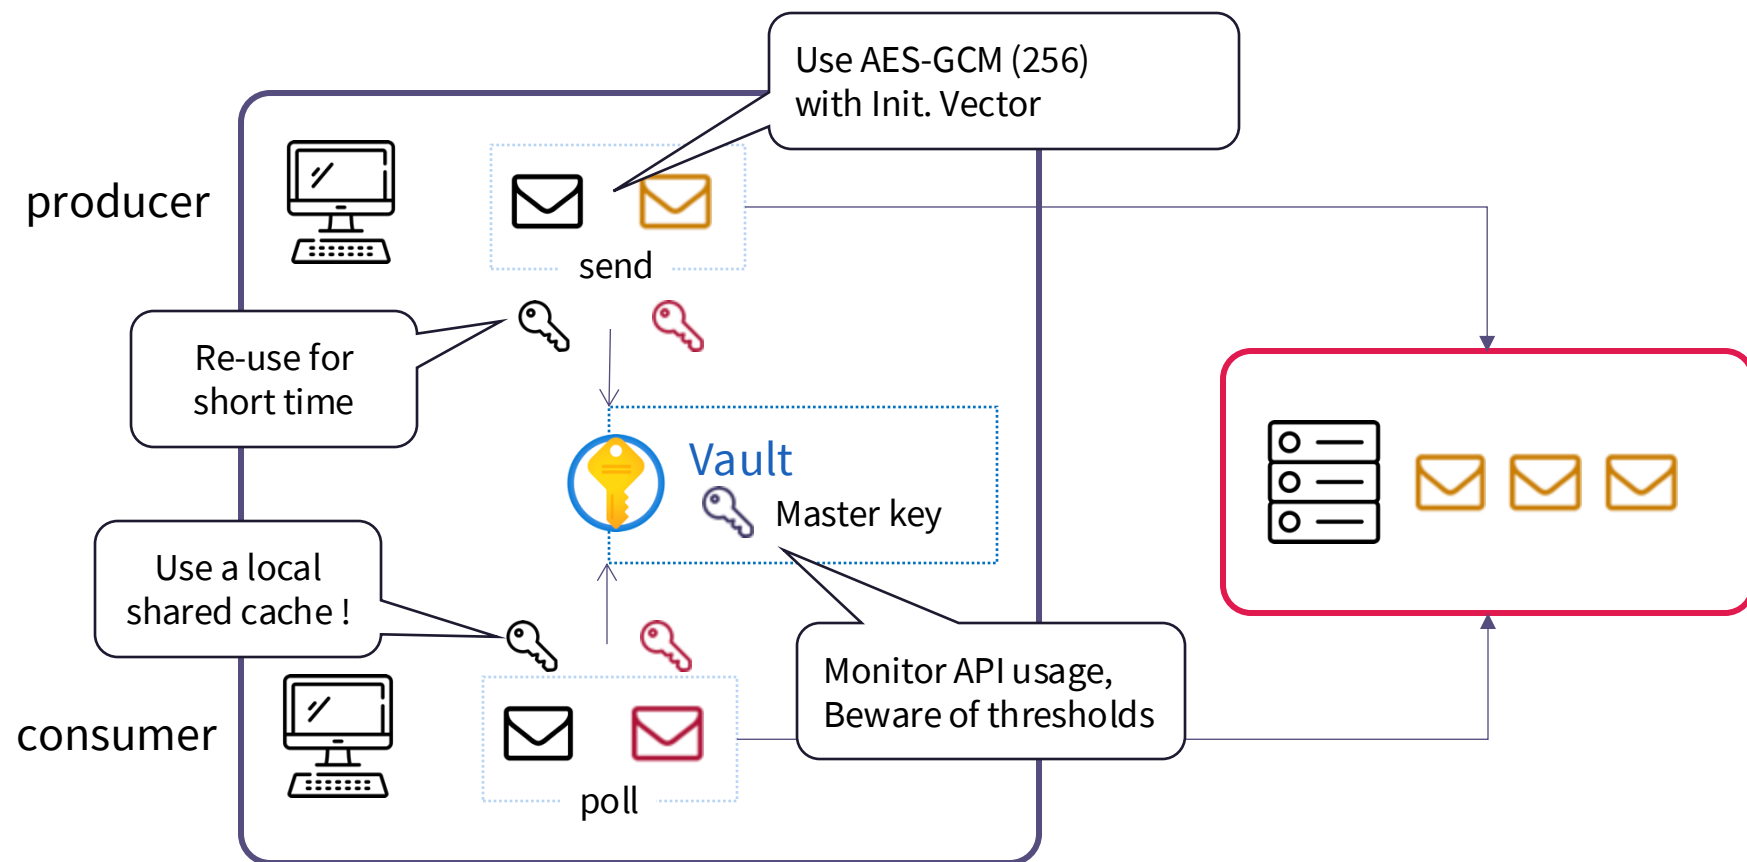 Use AES-GCM (256)
with Init. Vector
producer
send
Re-use for
short time
Vault
Master key
Use a local
shared cache !
Monitor API usage,
Beware of thresholds
consumer
poll